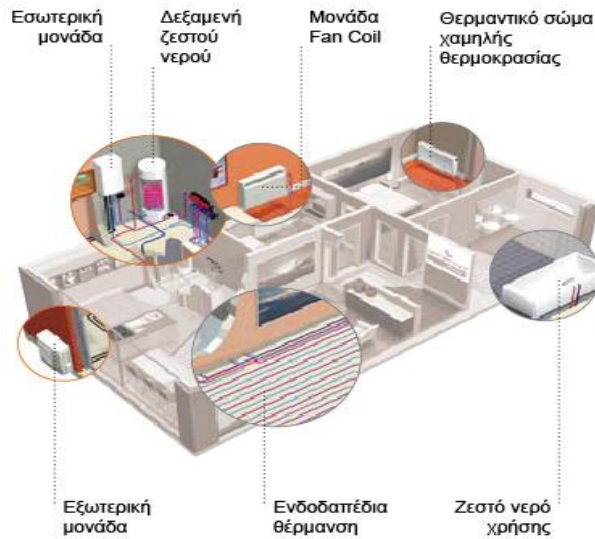 Εσωτερική
μονάδα
Δεξαμενή
ζεστού
νερού
Μονάδα
Fan Coil
Θερμαντικό σώμα
χαμηλής
θερμοκρασίας
Εξωτερική
μονάδα
Ενδοδαπέδια
θέρμανση
Ζεστό νερό
χρήσης